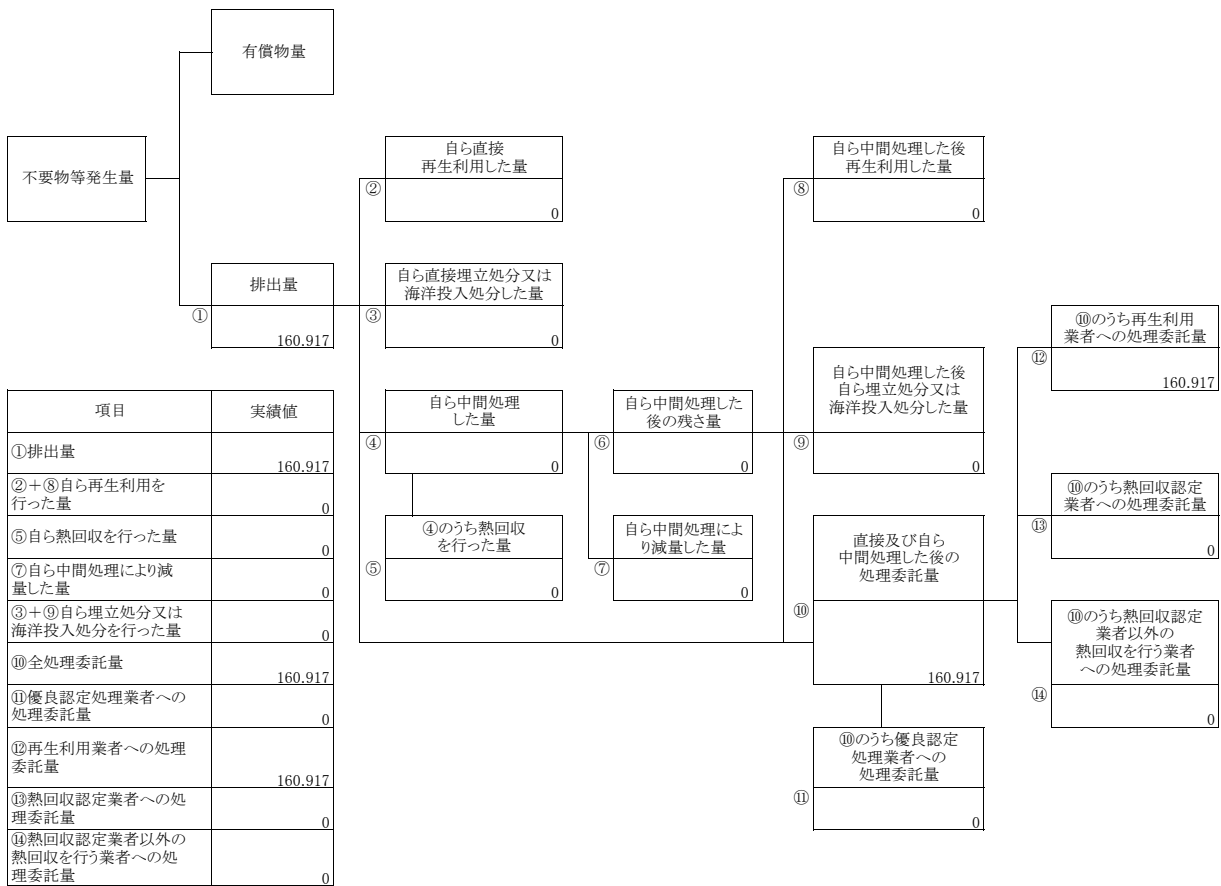 有償物量
不要物等発生量
自ら直接
再生利用した量
②
0
自ら中間処理した後
再生利用した量
⑧
0
排出量
①
160.917
自ら直接埋立処分又は
海洋投入処分した量
③
0
⑩のうち再生利用
業者への処理委託量
⑫
160.917
自ら中間処理
した量
④
0
自ら中間処理した
後の残さ量
⑥
0
自ら中間処理した後
自ら埋立処分又は
海洋投入処分した量
⑨
0
⑩のうち熱回収認定
業者への処理委託量
⑬
0
④のうち熱回収
を行った量
⑤
0
自ら中間処理によ
り減量した量
⑦
0
直接及び自ら
中間処理した後の
処理委託量
⑩
160.917
⑩のうち熱回収認定
業者以外の
熱回収を行う業者
への処理委託量
⑭
0
⑩のうち優良認定
処理業者への
処理委託量
⑪
0
項目 実績値
①排出量
160.917
②＋⑧自ら再生利用を
行った量
0
⑤自ら熱回収を行った量
0
⑦自ら中間処理により減
量した量
0
③＋⑨自ら埋立処分又は
海洋投入処分を行った量
0
⑩全処理委託量
160.917
⑪優良認定処理業者への
処理委託量
0
⑫再生利用業者への処理
委託量
160.917
⑬熱回収認定業者への処
理委託量
0
⑭熱回収認定業者以外の
熱回収を行う業者への処
理委託量
0